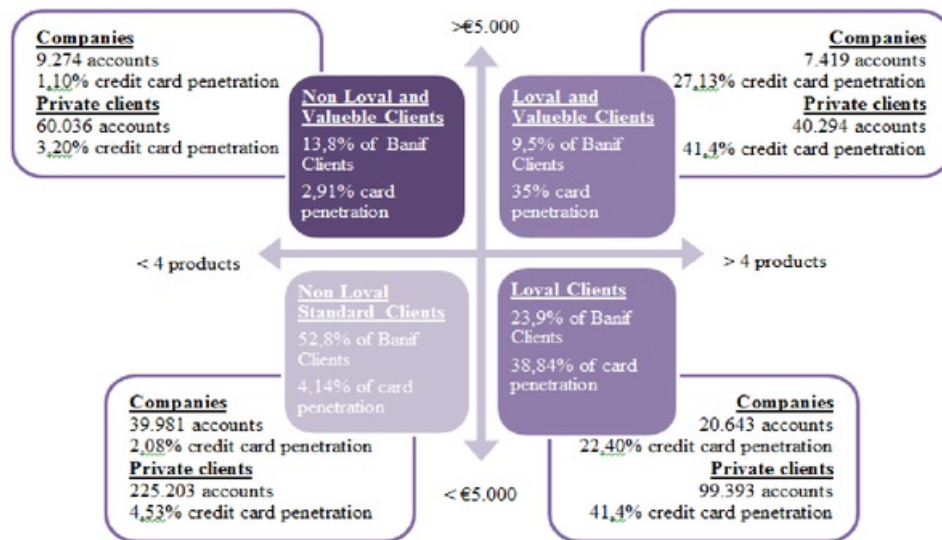 >€5.000
Companies
9.274 accounts
1,10% credit card penetration
Private clients
60.036 accounts
3,20% credit card penetration
Non Loyal and
Valueble Clients
13,8% of Banif
Clients
2,91% card
penetration
Loyal and
Valueble Clients
9,5% of Banif
Clients
35% card
penetration
Companies
7.419 accounts
27,13% credit card penetration
Private clients
40.294 accounts
41,4% credit card penetration
< 4 products
> 4 products
Non Loyal
Standard Clients
52,8% of Banif
Clients
4,14% of card
penetration
Loyal Clients
23,9% of Banif
Clients
38,84% of card
penetration
Companies
39.981 accounts
2,08% credit card penetration
Private clients
225.203 accounts
4,53% credit card penetration
<€5.000
Companies
20.643 accounts
22,40% credit card penetration
Private clients
99.393 accounts
41,4% credit card penetration